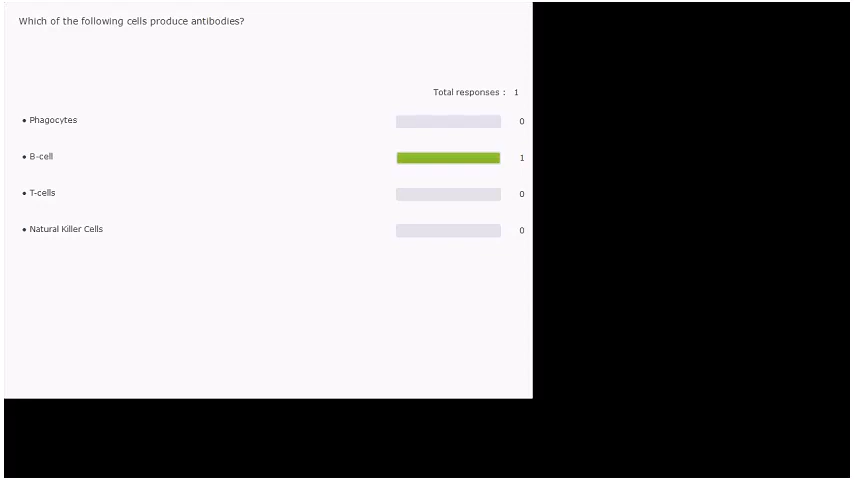 Which of the following cells produce antibodies?
Total responses : 1
• Phagocytes 0
• B-cell 1
• T-cells 0
• Natural Killer Cells 0